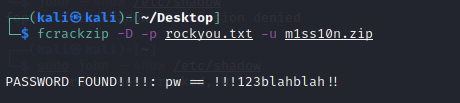 ┌──(kali㉿kali)-[~/Desktop]
└─$ fcrackzip -D -p rockyou.txt -u m1ss10n.zip
PASSWORD FOUND!!!!: pw == !!!123blahblah!!